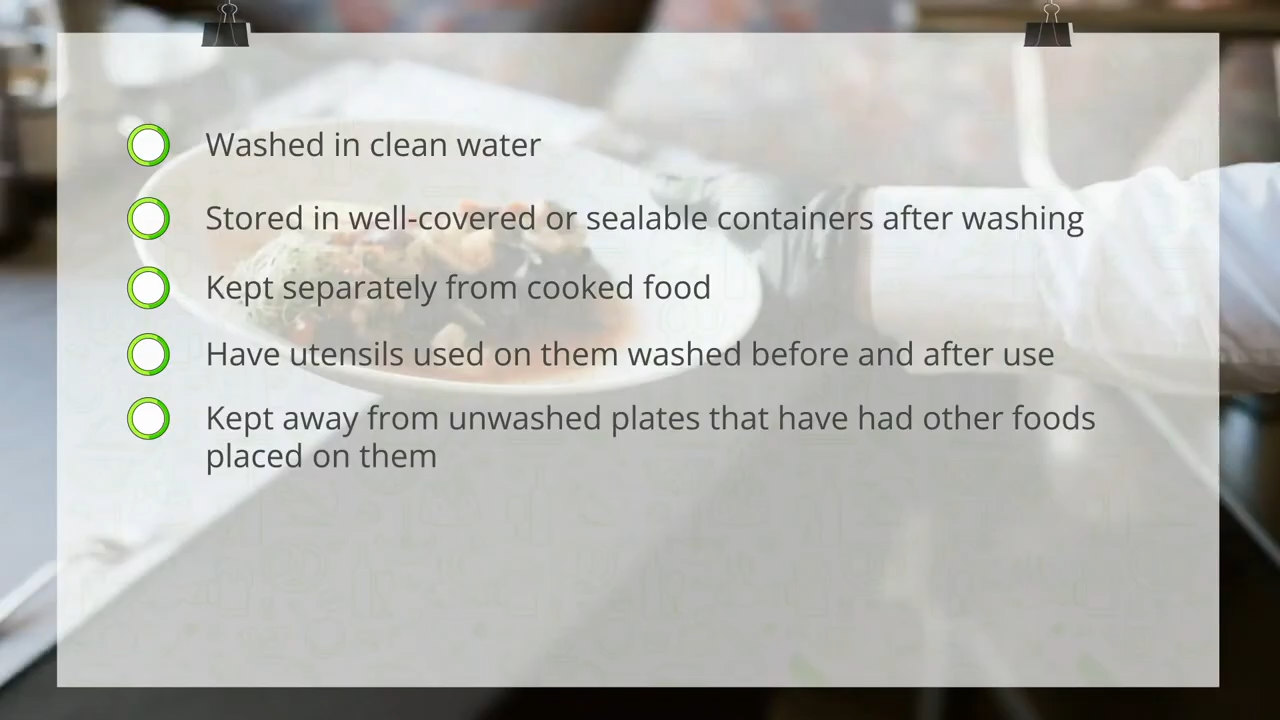 Washed in clean water
Stored in well-covered or sealable containers after washing
Kept separately from cooked food
Have utensils used on them washed before and after use
Kept away from unwashed plates that have had other foods
placed on them